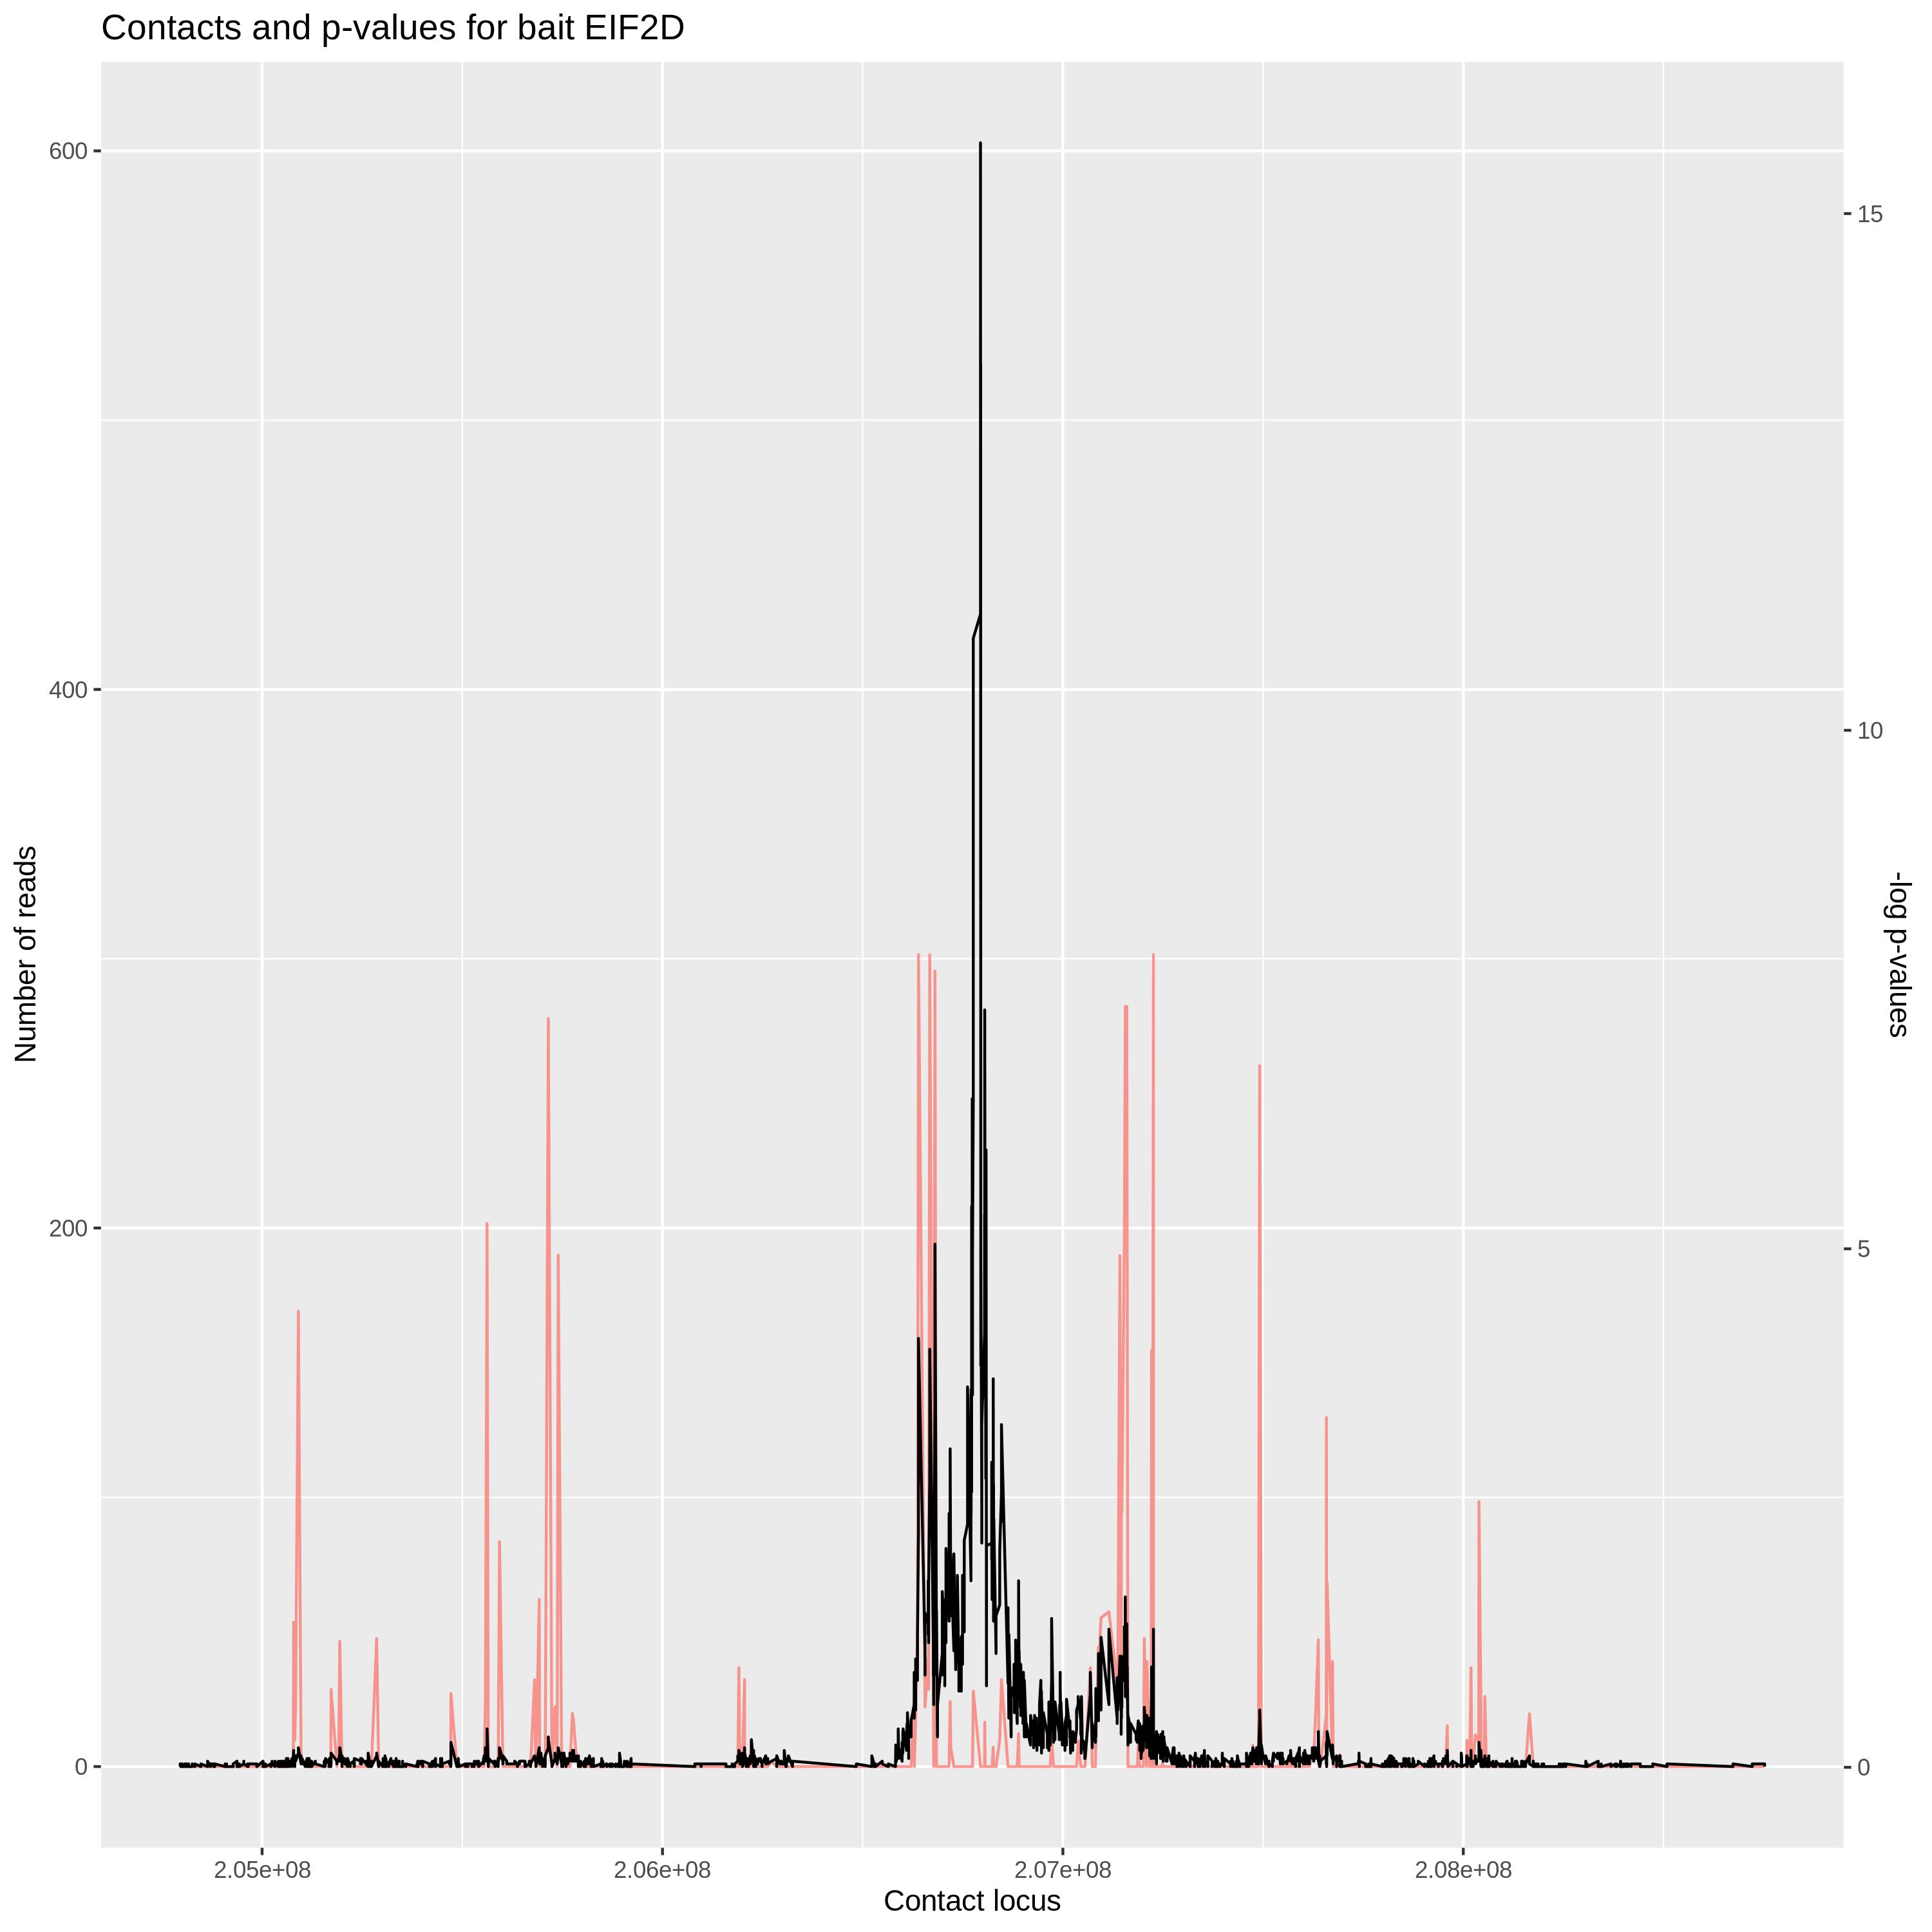 Contacts and p-values for bait EIF2D
600
400
200
0
Number of reads
15
10
5
0
-log p-values
2.05e+08
2.06e+08
2.07e+08
2.08e+08
Contact locus